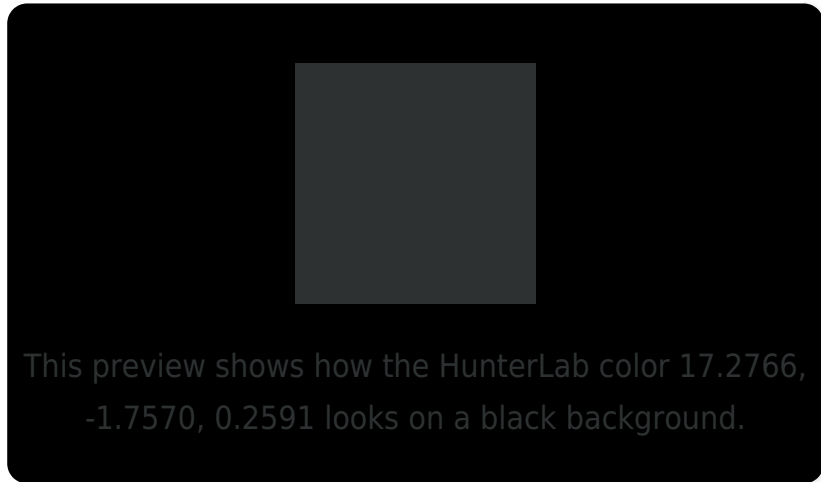 This preview shows how the HunterLab color 17.2766,
-1.7570, 0.2591 looks on a black background.